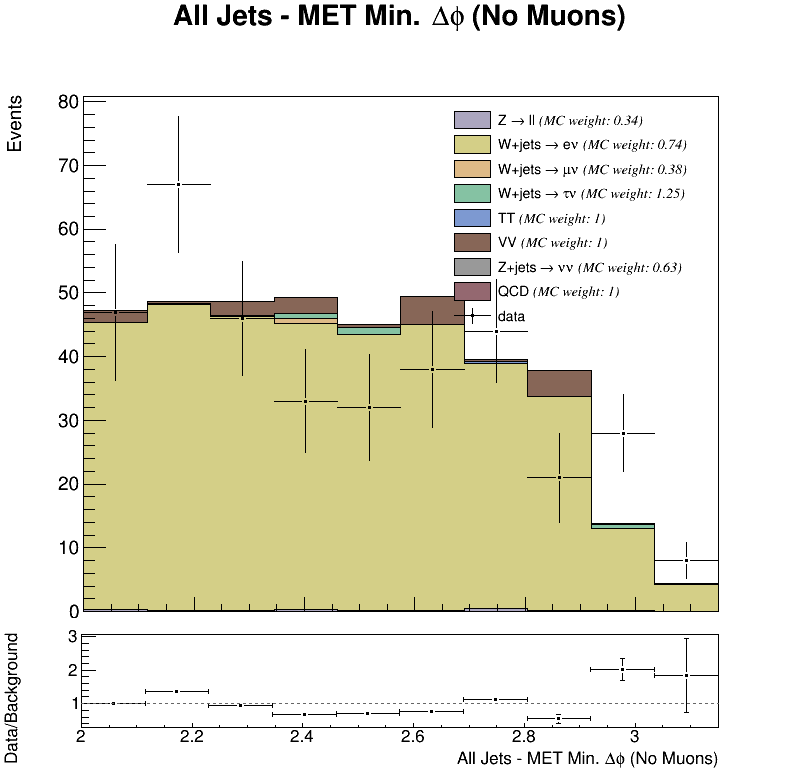 All Jets - MET Min. Δϕ (No Muons)
Events
80
70
60
50
40
30
20
10
0
Z → ll (MC weight: 0.34)
W+jets → eν (MC weight: 0.74)
W+jets → μν (MC weight: 0.38)
W+jets → τν (MC weight: 1.25)
TT (MC weight: 1)
VV (MC weight: 1)
Z+jets → νν (MC weight: 0.63)
QCD (MC weight: 1)
data
Data/Background
3
2
1
2 2.2 2.4 2.6 2.8 3
All Jets - MET Min. Δϕ (No Muons)